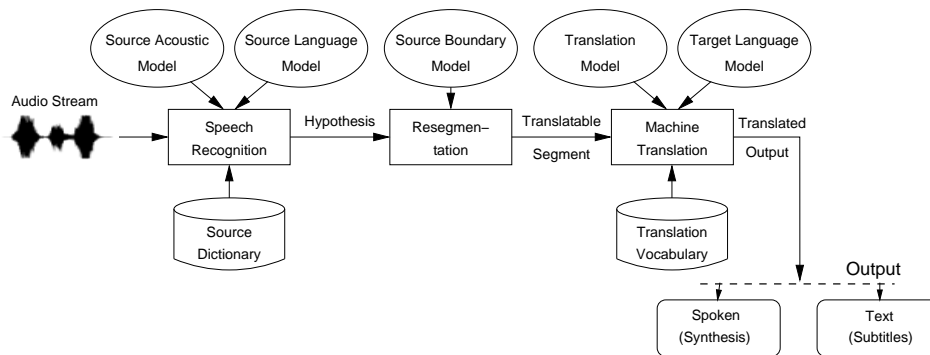 Source Acoustic
Model
Source Language
Model
Source Boundary
Model
Translation
Model
Target Language
Model
Audio Stream
Speech
Recognition
Hypothesis
Resegmen–
tation
Translatable
Segment
Machine
Translation
Translated
Output
Source
Dictionary
Translation
Vocabulary
Output
Spoken
(Synthesis)
Text
(Subtitles)